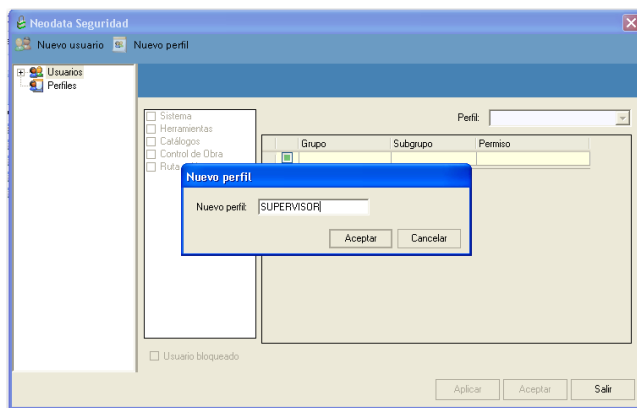 Neodata Seguridad
Nuevo usuario Nuevo perfil
Usuarios
Perfiles
Perfil:
Sistema
Herramientas
Catálogos
Control de Obra
Ruta
Grupo Subgrupo Permiso
Nuevo perfil
Nuevo perfil: SUPERVISOR
Aceptar Cancelar
Usuario bloqueado
Aplicar Aceptar Salir